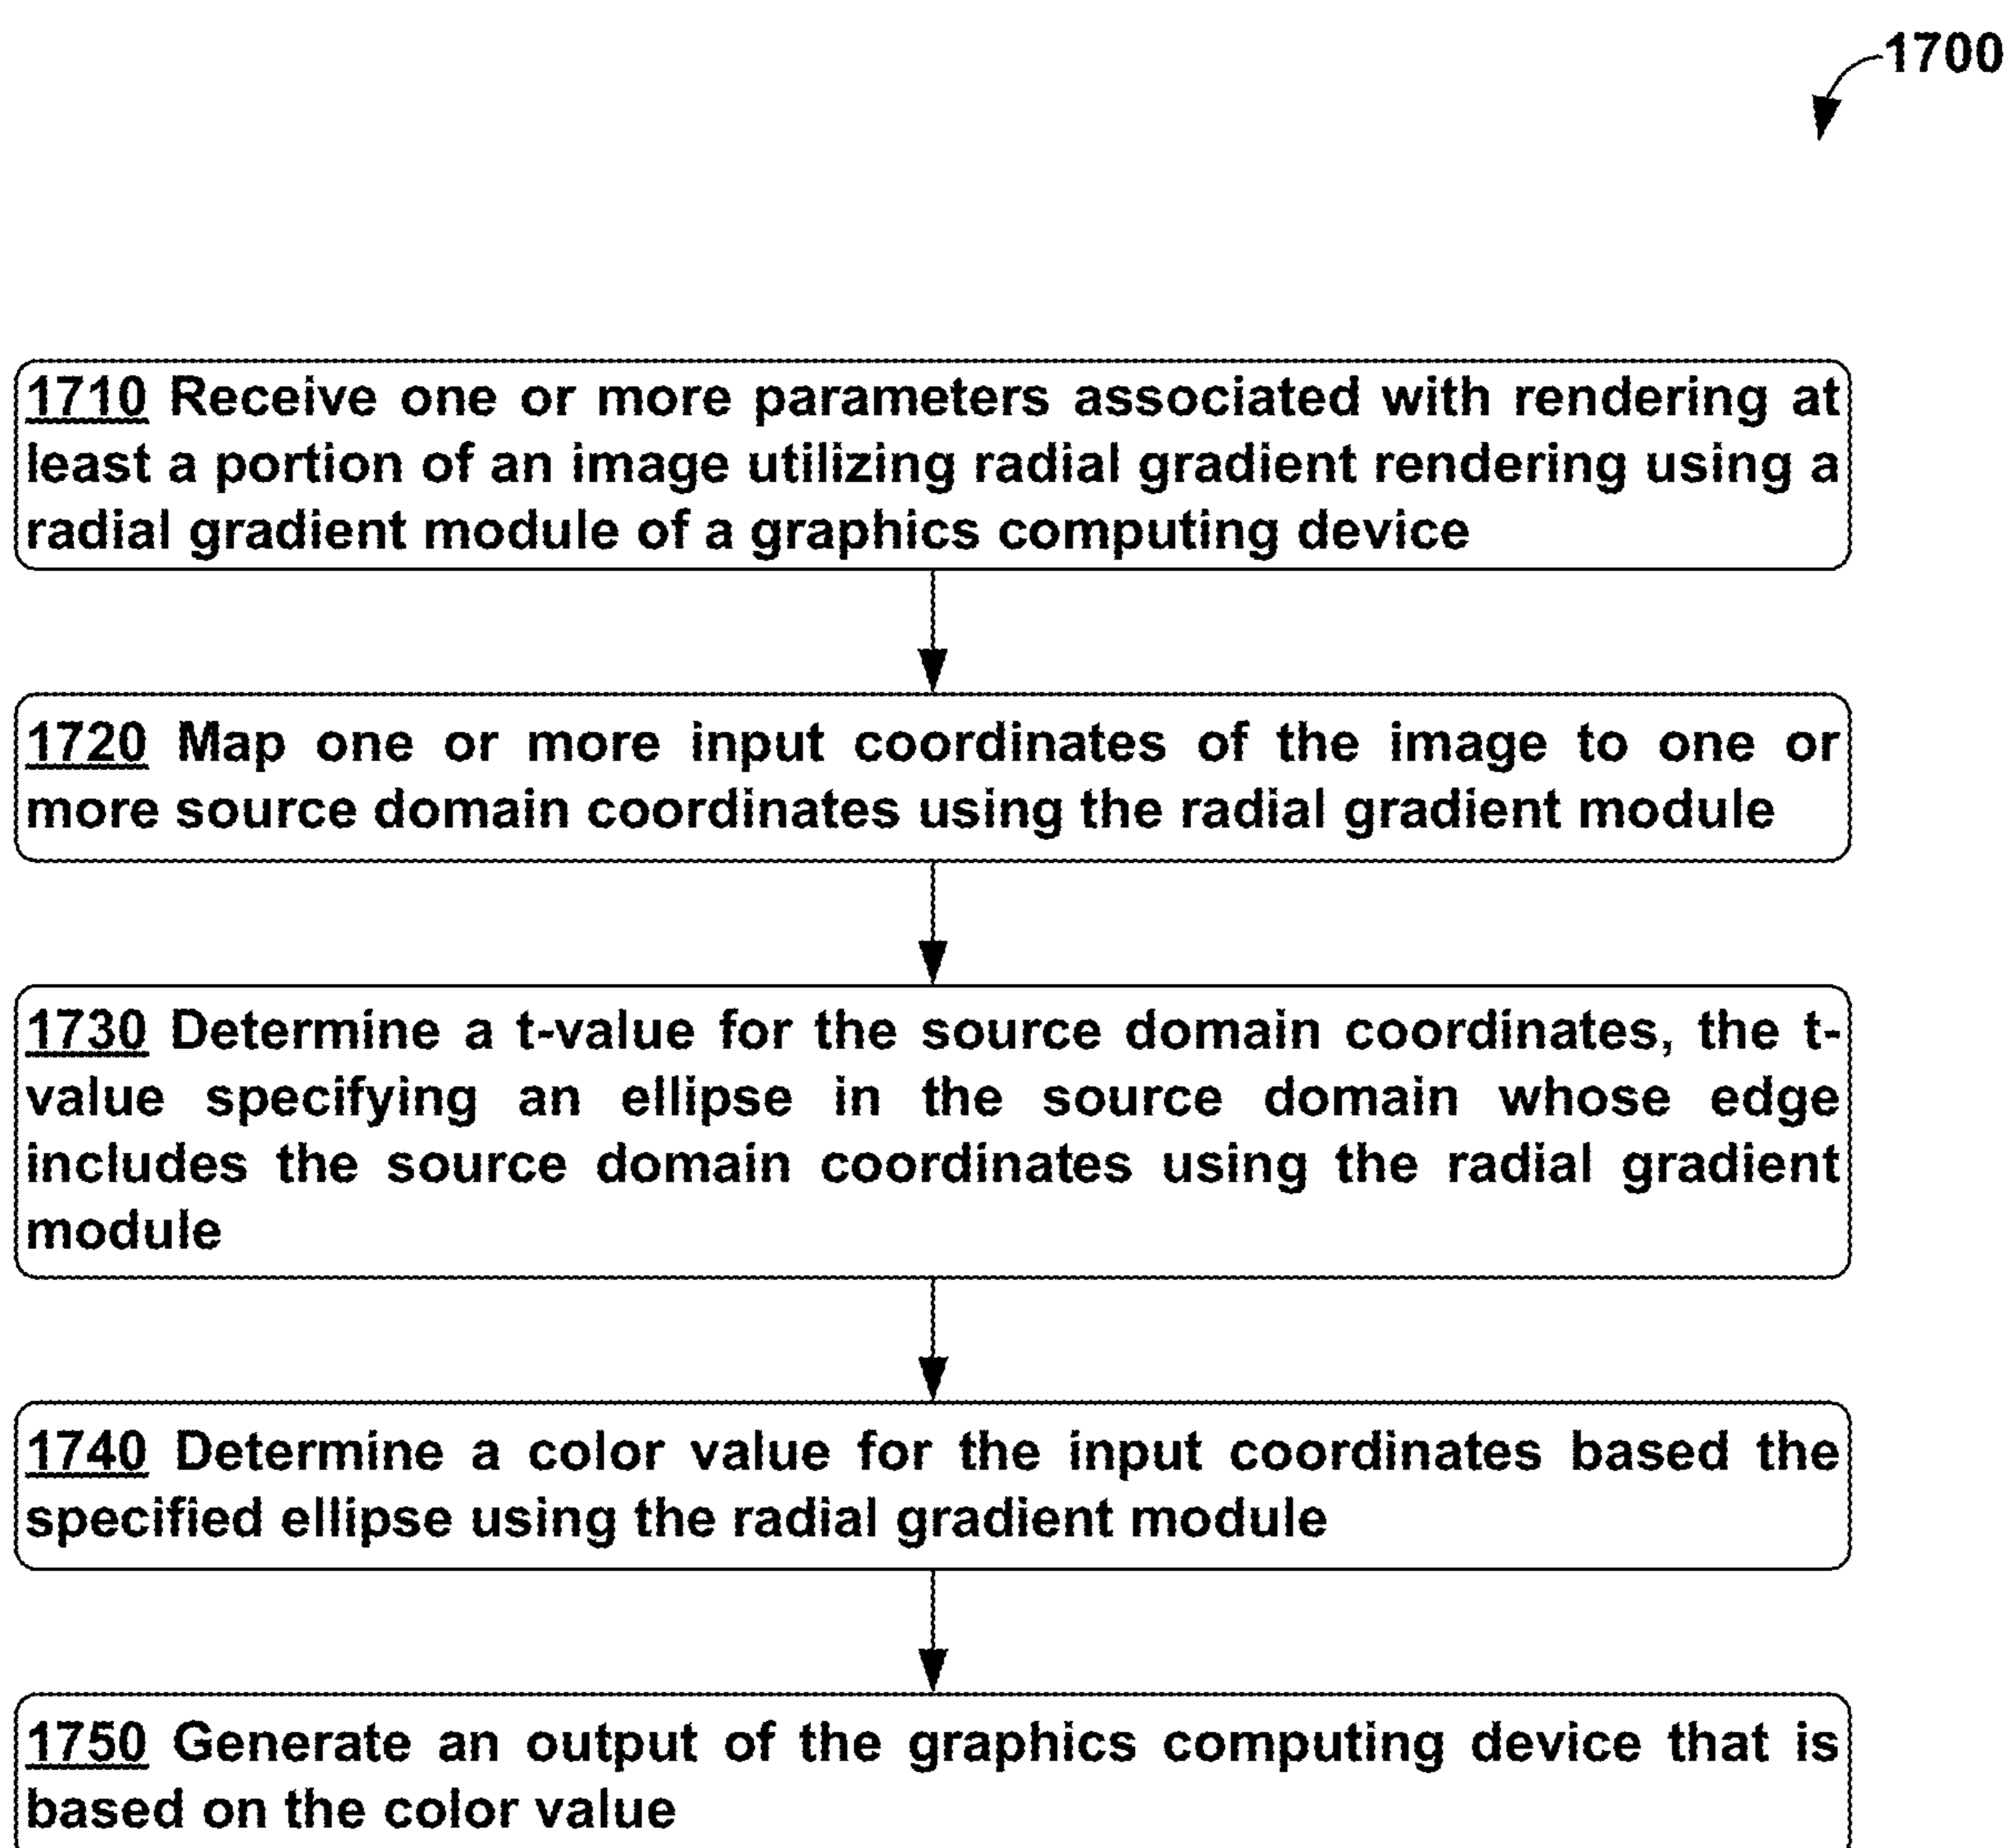 1700
1710 Receive one or more parameters associated with rendering at
least a portion of an image utilizing radial gradient rendering using a
radial gradient module of a graphics computing device
1720 Map one or more input coordinates of the image to one or
more source domain coordinates using the radial gradient module
1730 Determine a t-value for the source domain coordinates, the t-
value specifying an ellipse in the source domain whose edge
includes the source domain coordinates using the radial gradient
module
1740 Determine a color value for the input coordinates based the
specified ellipse using the radial gradient module
1750 Generate an output of the graphics computing device that is
based on the color value